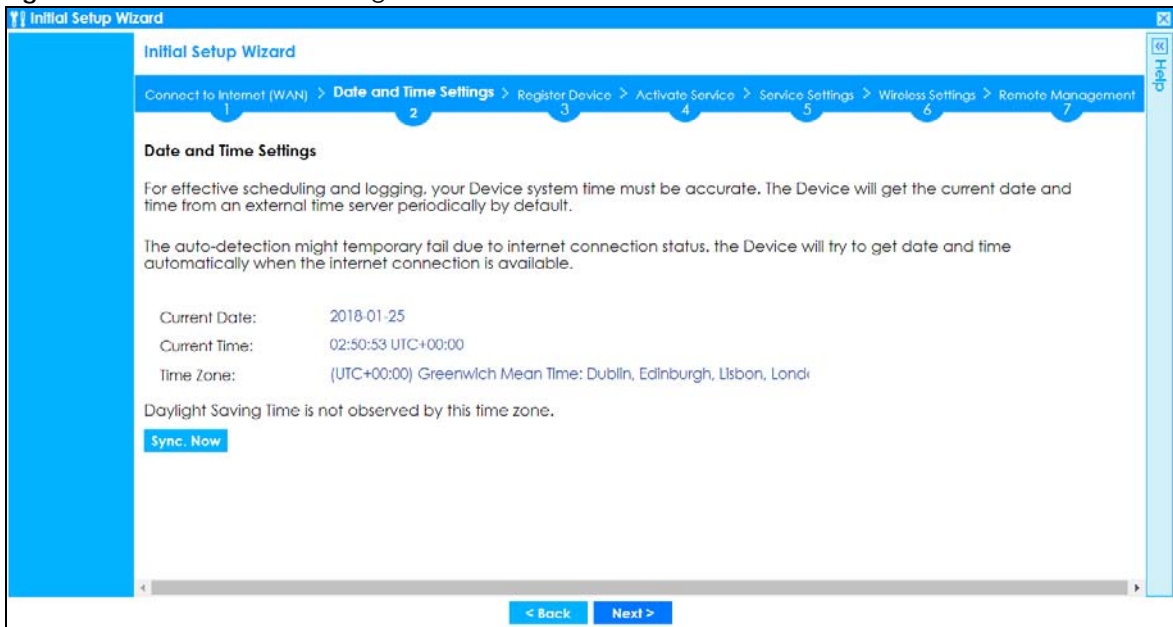 Initial Setup Wizard
Initial Setup Wizard
Help
Connect to Internet (WAN) > Date and Time Settings > Register Device > Activate Service > Service Settings > Wireless Settings > Remote Management
1 2 3 4 5 6 7
Date and Time Settings
For effective scheduling and logging, your Device system time must be accurate. The Device will get the current date and
time from an external time server periodically by default.
The auto-detection might temporary fail due to internet connection status, the Device will try to get date and time
automatically when the internet connection is available.
Current Date: 2018-01-25
Current Time: 02:50:53 UTC+00:00
Time Zone: (UTC+00:00) Greenwich Mean Time: Dublin, Edinburgh, Lisbon,
Daylight Saving Time is not observed by this time zone.
Sync. Now
< Back Next >